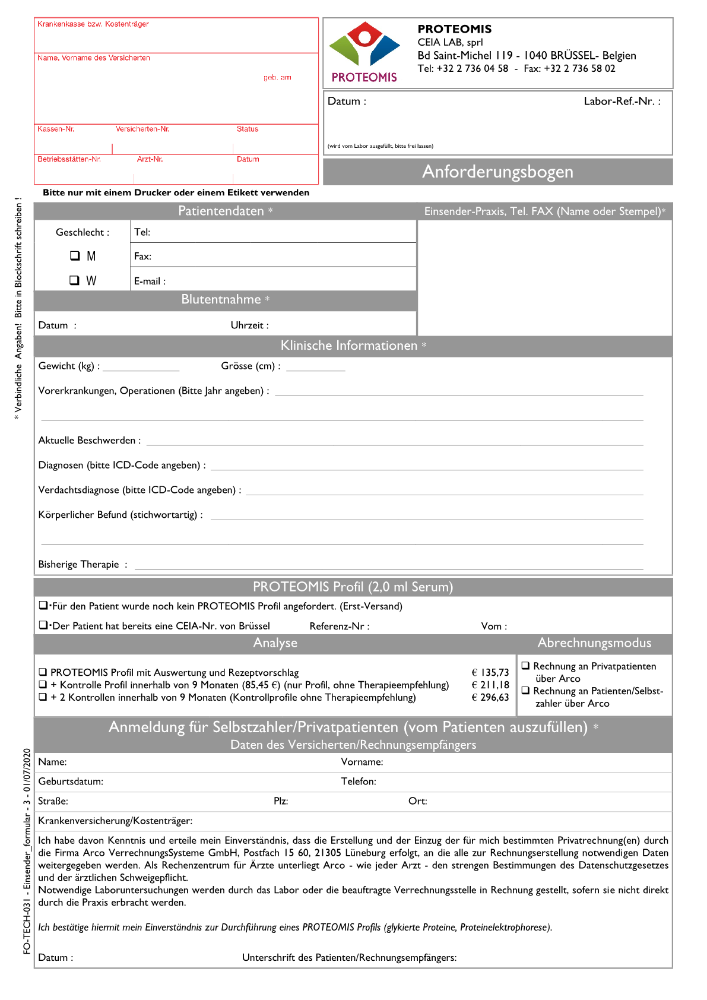 Krankenkasse bzw. Kostenträger
Name, Vorname des Versicherten
geb. am
Kassen-Nr. Versicherten-Nr. Status
Betriebsstätten-Nr. Arzt-Nr. Datum
Bitte nur mit einem Drucker oder einem Etikett verwenden
PROTEOMIS
PROTEOMIS
CEIA LAB, sprl
Bd Saint-Michel 119 - 1040 BRÜSSEL- Belgien
Tel: +32 2 736 04 58 - Fax: +32 2 736 58 02
Datum : Labor-Ref.-Nr. :
(wird vom Labor ausgefüllt, bitte frei lassen)
Anforderungsbogen
* Verbindliche Angaben! Bitte in Blockschrift schreiben !
Patientendaten *
Einsender-Praxis, Tel. FAX (Name oder Stempel)*
Geschlecht :
❑ M
❑ W
Tel:
Fax:
E-mail :
Blutentnahme *
Datum : Uhrzeit :
Klinische Informationen *
Gewicht (kg) : Grösse (cm) :
Vorerkrankungen, Operationen (Bitte Jahr angeben) :
Aktuelle Beschwerden :
Diagnosen (bitte ICD-Code angeben) :
Verdachtsdiagnose (bitte ICD-Code angeben) :
Körperlicher Befund (stichwortartig) :
Bisherige Therapie :
PROTEOMIS Profil (2,0 ml Serum)
❑·Für den Patient wurde noch kein PROTEOMIS Profil angefordert. (Erst-Versand)
❑·Der Patient hat bereits eine CEIA-Nr. von Brüssel Referenz-Nr : Vom :
Analyse
❑ PROTEOMIS Profil mit Auswertung und Rezeptvorschlag € 135,73
❑ + Kontrolle Profil innerhalb von 9 Monaten (85,45 €) (nur Profil, ohne Therapieempfehlung) € 211,18
❑ + 2 Kontrollen innerhalb von 9 Monaten (Kontrollprofile ohne Therapieempfehlung) € 296,63
Abrechnungsmodus
❑ Rechnung an Privatpatienten
über Arco
❑ Rechnung an Patienten/Selbst-
zahler über Arco
Anmeldung für Selbstzahler/Privatpatienten (vom Patienten auszufüllen) *
Daten des Versicherten/Rechnungsempfängers
Name: Vorname:
Geburtsdatum: Telefon:
Straße: Plz: Ort:
Krankenversicherung/Kostenträger:
Ich habe davon Kenntnis und erteile mein Einverständnis, dass die Erstellung und der Einzug der für mich bestimmten Privatrechnung(en) durch
die Firma Arco VerrechnungsSysteme GmbH, Postfach 15 60, 21305 Lüneburg erfolgt, an die alle zur Rechnungserstellung notwendigen Daten
weitergegeben werden. Als Rechenzentrum für Ärzte unterliegt Arco - wie jeder Arzt - den strengen Bestimmungen des Datenschutzgesetzes
und der ärztlichen Schweigepflicht.
Notwendige Laboruntersuchungen werden durch das Labor oder die beauftragte Verrechnungsstelle in Rechnung gestellt, sofern sie nicht direkt
durch die Praxis erbracht werden.
Ich bestätige hiermit mein Einverständnis zur Durchführung eines PROTEOMIS Profils (glykierte Proteine, Proteinelektrophorese).
Datum : Unterschrift des Patienten/Rechnungsempfängers:
FO-TECH-031 - Einsender_formular - 3 - 01/07/2020